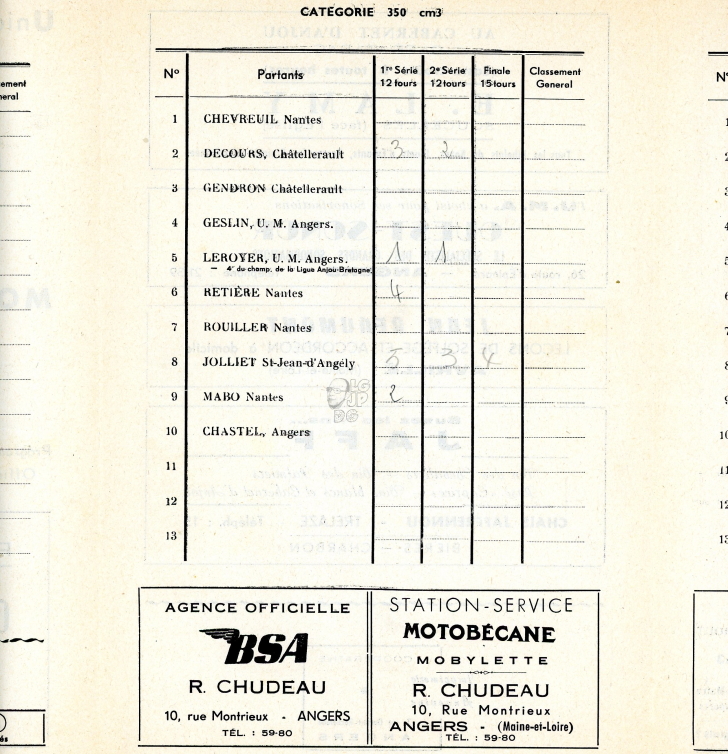 CATEGORIE 350 cm3
N° Partants 1re Série 12 tours 2e Série 12 tours Finale 15 tours Classement General
1 CHEVREUIL Nantes
2 DECOURS, Châtellerault 3 2
3 GENDRON Châtellerault
4 GESLIN, U. M. Angers.
5 LEROYER, U. M. Angers. 1 1
— 4e du champ. de la Ligue Anjou-Bretagne
6 RETIÈRE Nantes 4
7 ROUILLER Nantes
8 JOLLIET St-Jean-d'Angély 5 3 4
9 MABO Nantes 2
10 CHASTEL, Angers
11
12
13
AGENCE OFFICIELLE
BSA
R. CHUDEAU
10, rue Montrieux - ANGERS
TÉL. : 59-80
STATION-SERVICE
MOTOBÉCANE
MOBYLETTE
R. CHUDEAU
10, Rue Montrieux
ANGERS - (Maine-et-Loire)
TÉL. : 59-80